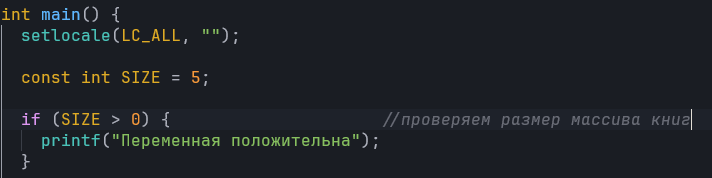 int main() {
setlocale(LC_ALL, "");
const int SIZE = 5;
if (SIZE > 0) { //проверяем размер массива книг
printf("Переменная положительна");
}